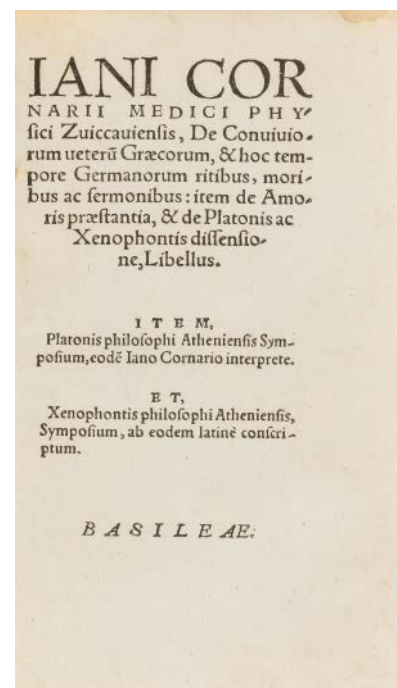 IANI COR
NARII MEDICI PHY-
ſici Zuiccauienſis, De Conuiuio-
rum ueterũ Græcorum, & hoc tem-
pore Germanorum ritibus, mori-
bus ac ſermonibus: item de Amo-
ris præſtantia, & de Platonis ac
Xenophontis diſſenſio-
ne, Libellus.
ITEM,
Platonis philoſophi Athenienſis Sym-
poſium, eodẽ Iano Cornario interprete.
ET,
Xenophontis philoſophi Athenienſis,
Sympoſium, ab eodem latinè conſcri-
ptum.
BASILEAE.